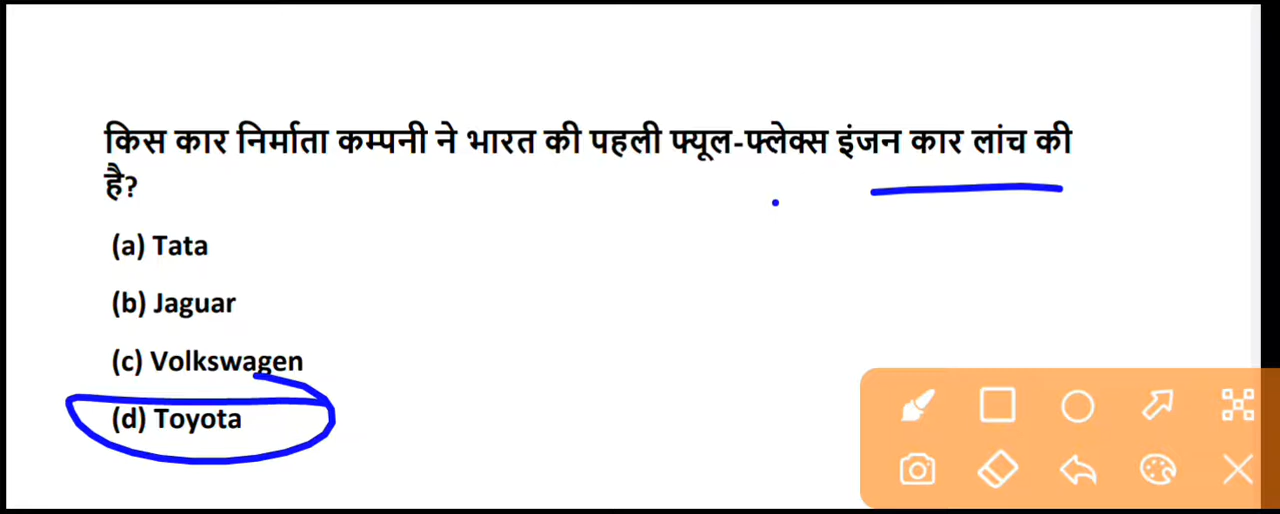 किस कार निर्माता कम्पनी ने भारत की पहली फ्यूल-फ्लेक्स इंजन कार लांच की
है?
(a) Tata
(b) Jaguar
(c) Volkswagen
(d) Toyota